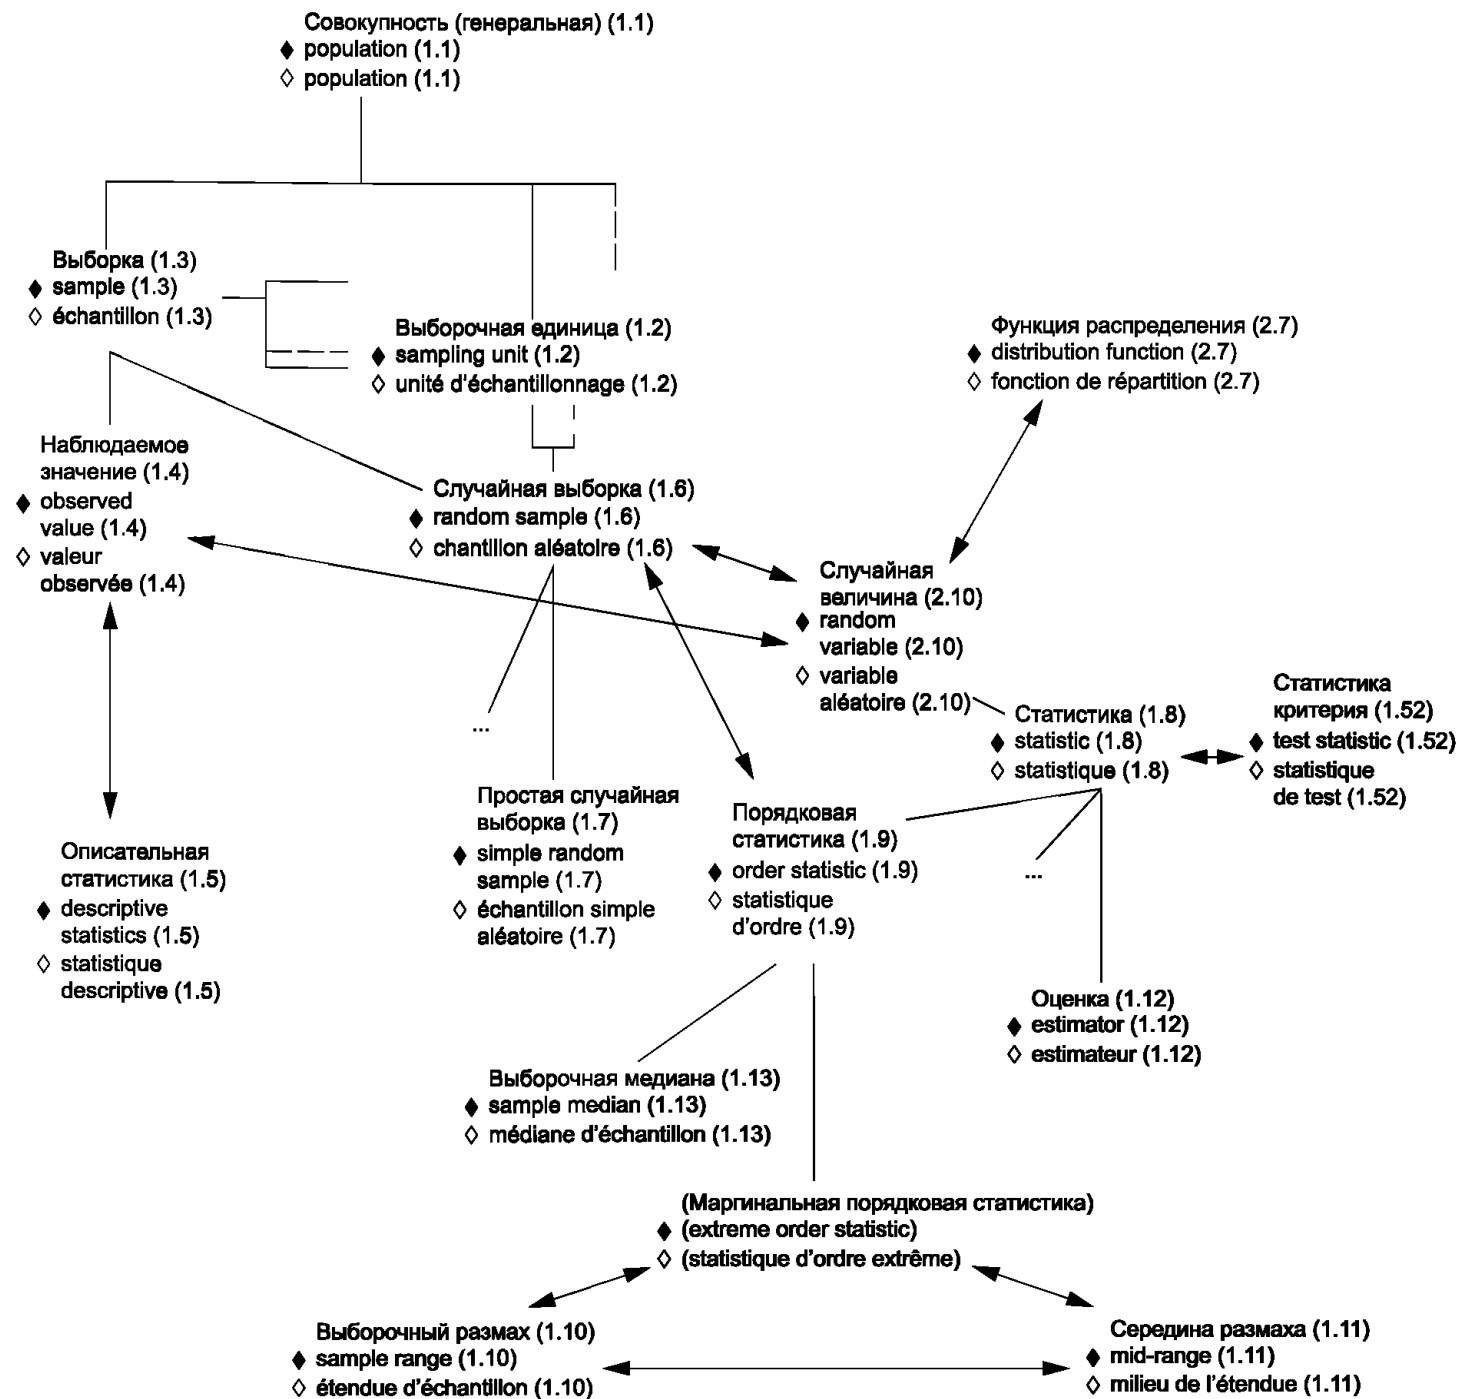 Совокупность (генеральная) (1.1)
♦ population (1.1)
◊ population (1.1)
Выборка (1.3)
♦ sample (1.3)
◊ échantillon (1.3)
Выборочная единица (1.2)
♦ sampling unit (1.2)
◊ unité d'échantillonnage (1.2)
Функция распределения (2.7)
♦ distribution function (2.7)
◊ fonction de répartition (2.7)
Наблюдаемое
значение (1.4)
♦ observed
value (1.4)
◊ valeur
observée (1.4)
Случайная выборка (1.6)
♦ random sample (1.6)
◊ chantillon aléatoire (1.6)
Случайная
величина (2.10)
♦ random
variable (2.10)
◊ variable
aléatoire (2.10)
Статистика (1.8)
♦ statistic (1.8)
◊ statistique (1.8)
Статистика
критерия (1.52)
♦ test statistic (1.52)
◊ statistique
de test (1.52)
...
Простая случайная
выборка (1.7)
♦ simple random
sample (1.7)
◊ échantillon simple
aléatoire (1.7)
Порядковая
статистика (1.9)
♦ order statistic (1.9)
◊ statistique
d'ordre (1.9)
...
Описательная
статистика (1.5)
♦ descriptive
statistics (1.5)
◊ statistique
descriptive (1.5)
Оценка (1.12)
♦ estimator (1.12)
◊ estimateur (1.12)
Выборочная медиана (1.13)
♦ sample median (1.13)
◊ médiane d'échantillon (1.13)
(Маргинальная порядковая статистика)
♦ (extreme order statistic)
◊ (statistique d'ordre extrême)
Выборочный размах (1.10)
♦ sample range (1.10)
◊ étendue d'échantillon (1.10)
Середина размаха (1.11)
♦ mid-range (1.11)
◊ milieu de l'étendue (1.11)